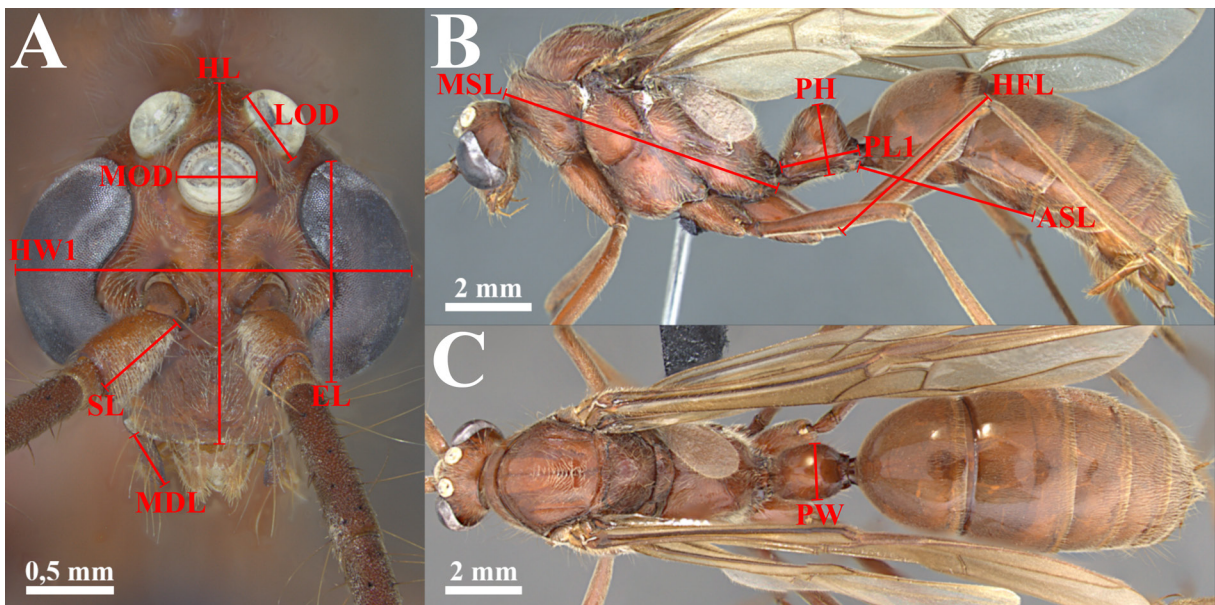 A
HL
LOD
MOD
HW1
SL
EL
MDL
0,5 mm
B
MSL
PH
HFL
PL1
ASL
2 mm
C
PW
2 mm